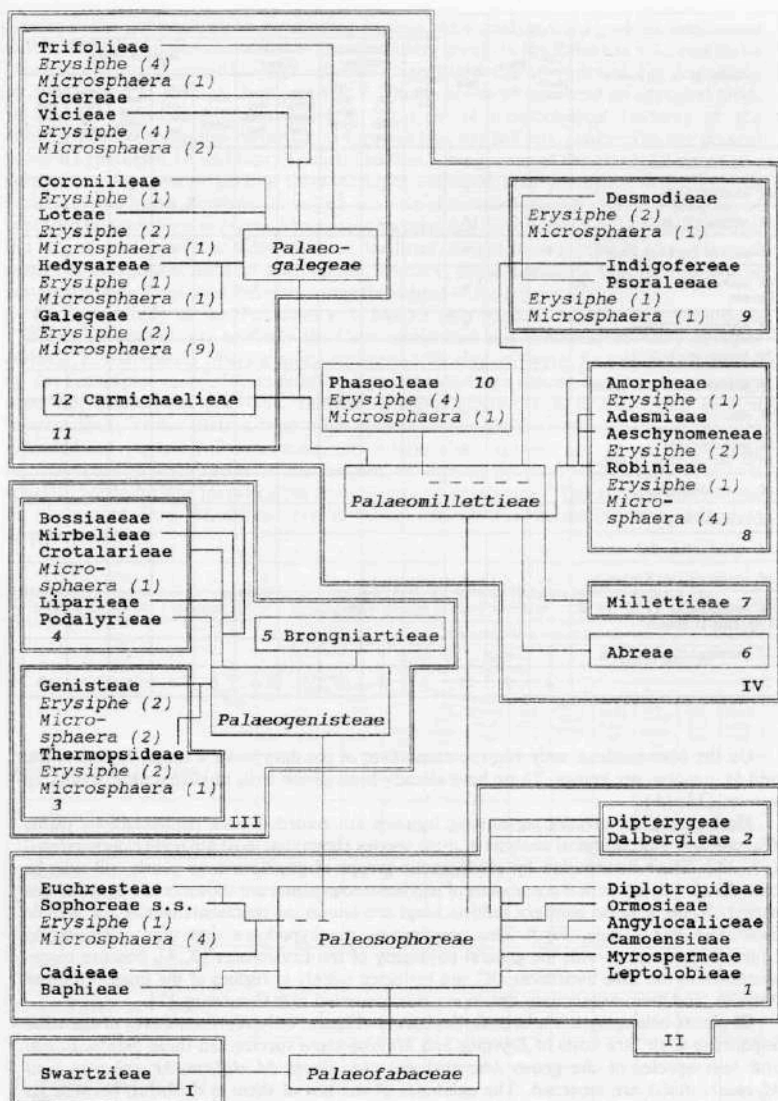 Trifolieae
Erysiphe (4)
Microsphaera (1)
Cicereae
Vicieae
Erysiphe (4)
Microsphaera (2)
Coronilleae
Erysiphe (1)
Loteae
Erysiphe (2)
Microsphaera (1)
Hedysareae
Erysiphe (1)
Microsphaera (1)
Galegeae
Erysiphe (2)
Microsphaera (9)
Palaeo-
galegeae
Desmodieae
Erysiphe (2)
Microsphaera (1)
Indigofereae
Psoraleeae
Erysiphe (1)
Microsphaera (1) 9
12 Carmichaelieae
11
Phaseoleae 10
Erysiphe (4)
Microsphaera (1)
Amorpheae
Erysiphe (1)
Adesmieae
Aeschynomeneae
Erysiphe (2)
Robinieae
Erysiphe (1)
Micro-
sphaera (4)
8
Palaeomillettieae
Bossiaeeae
Mirbelieae
Crotalarieae
Micro-
sphaera (1)
Liparieae
Podalyrieae
4
5 Brongniartieae
Millettieae 7
Abreae 6
IV
Genisteae
Erysiphe (2)
Micro-
sphaera (2)
Thermopsideae
Erysiphe (2)
Microsphaera (1)
3
III
Palaeogenisteae
Dipterygeae
Dalbergieae 2
Euchresteae
Sophoreae s.s.
Erysiphe (1)
Microsphaera (4)
Cadieae
Baphieae
Paleosophoreae
Diplotropideae
Ormosieae
Angylocaliceae
Camoensieae
Myrospermeae
Leptolobieae 1
II
Swartzieae
I
Palaeofabaceae